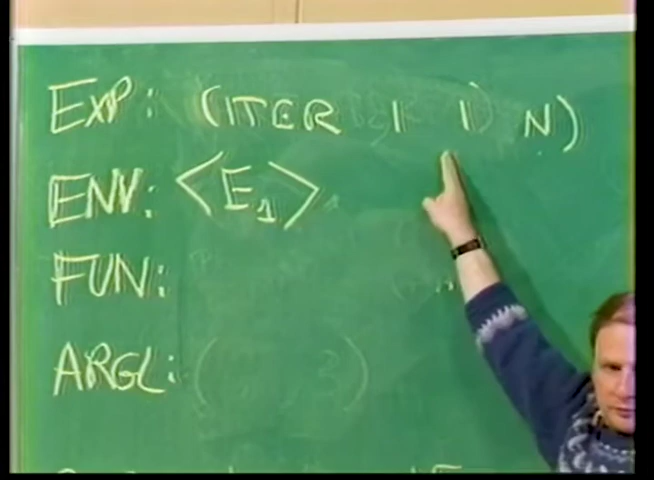 EXP: (ITER 1 1 N)
ENV: <E1>
FUN:
ARGL: ( )